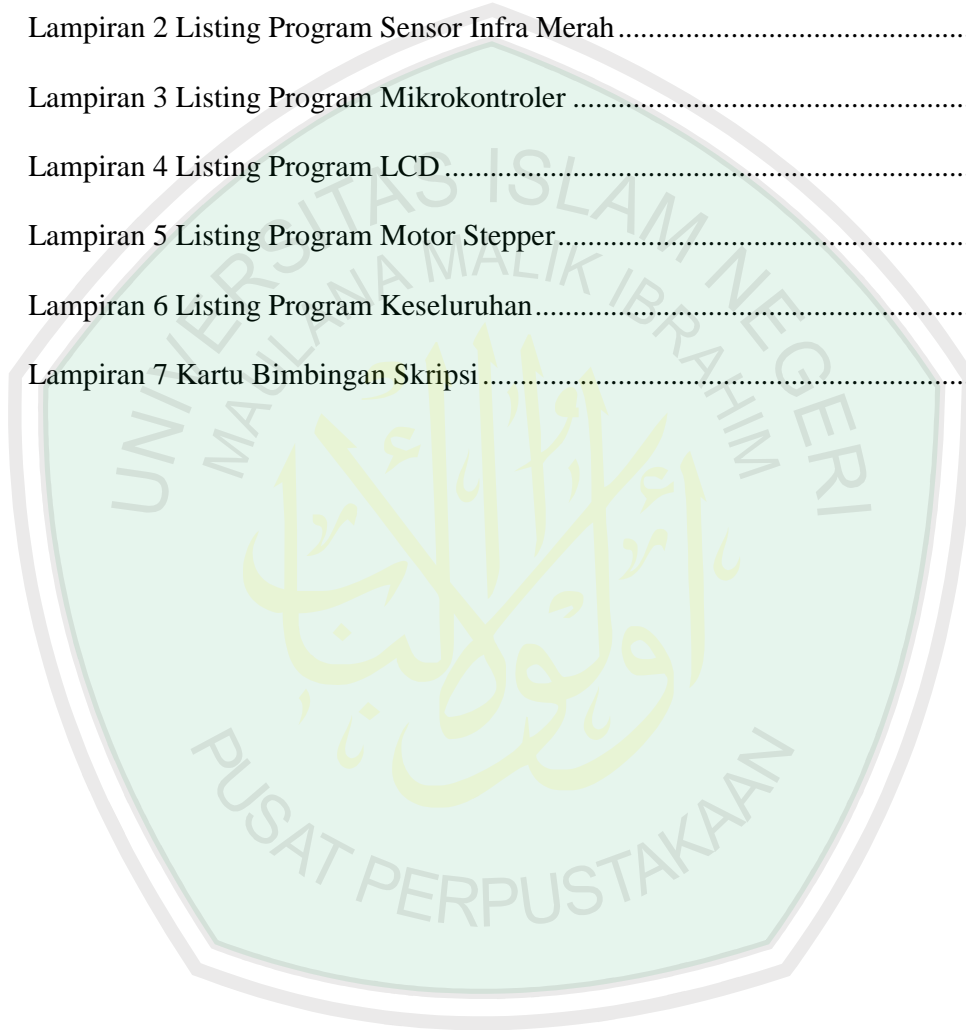 Lampiran 2 Listing Program Sensor Infra Merah............................................
Lampiran 3 Listing Program Mikrokontroler ..................................................
Lampiran 4 Listing Program LCD...................................................................
Lampiran 5 Listing Program Motor Stepper....................................................
Lampiran 6 Listing Program Keseluruhan.......................................................
Lampiran 7 Kartu Bimbingan Skripsi..............................................................
UNIVERSITAS ISLAM NEGERI
MAULANA MALIK IBRAHIM
PUSAT PERPUSTAKAAN